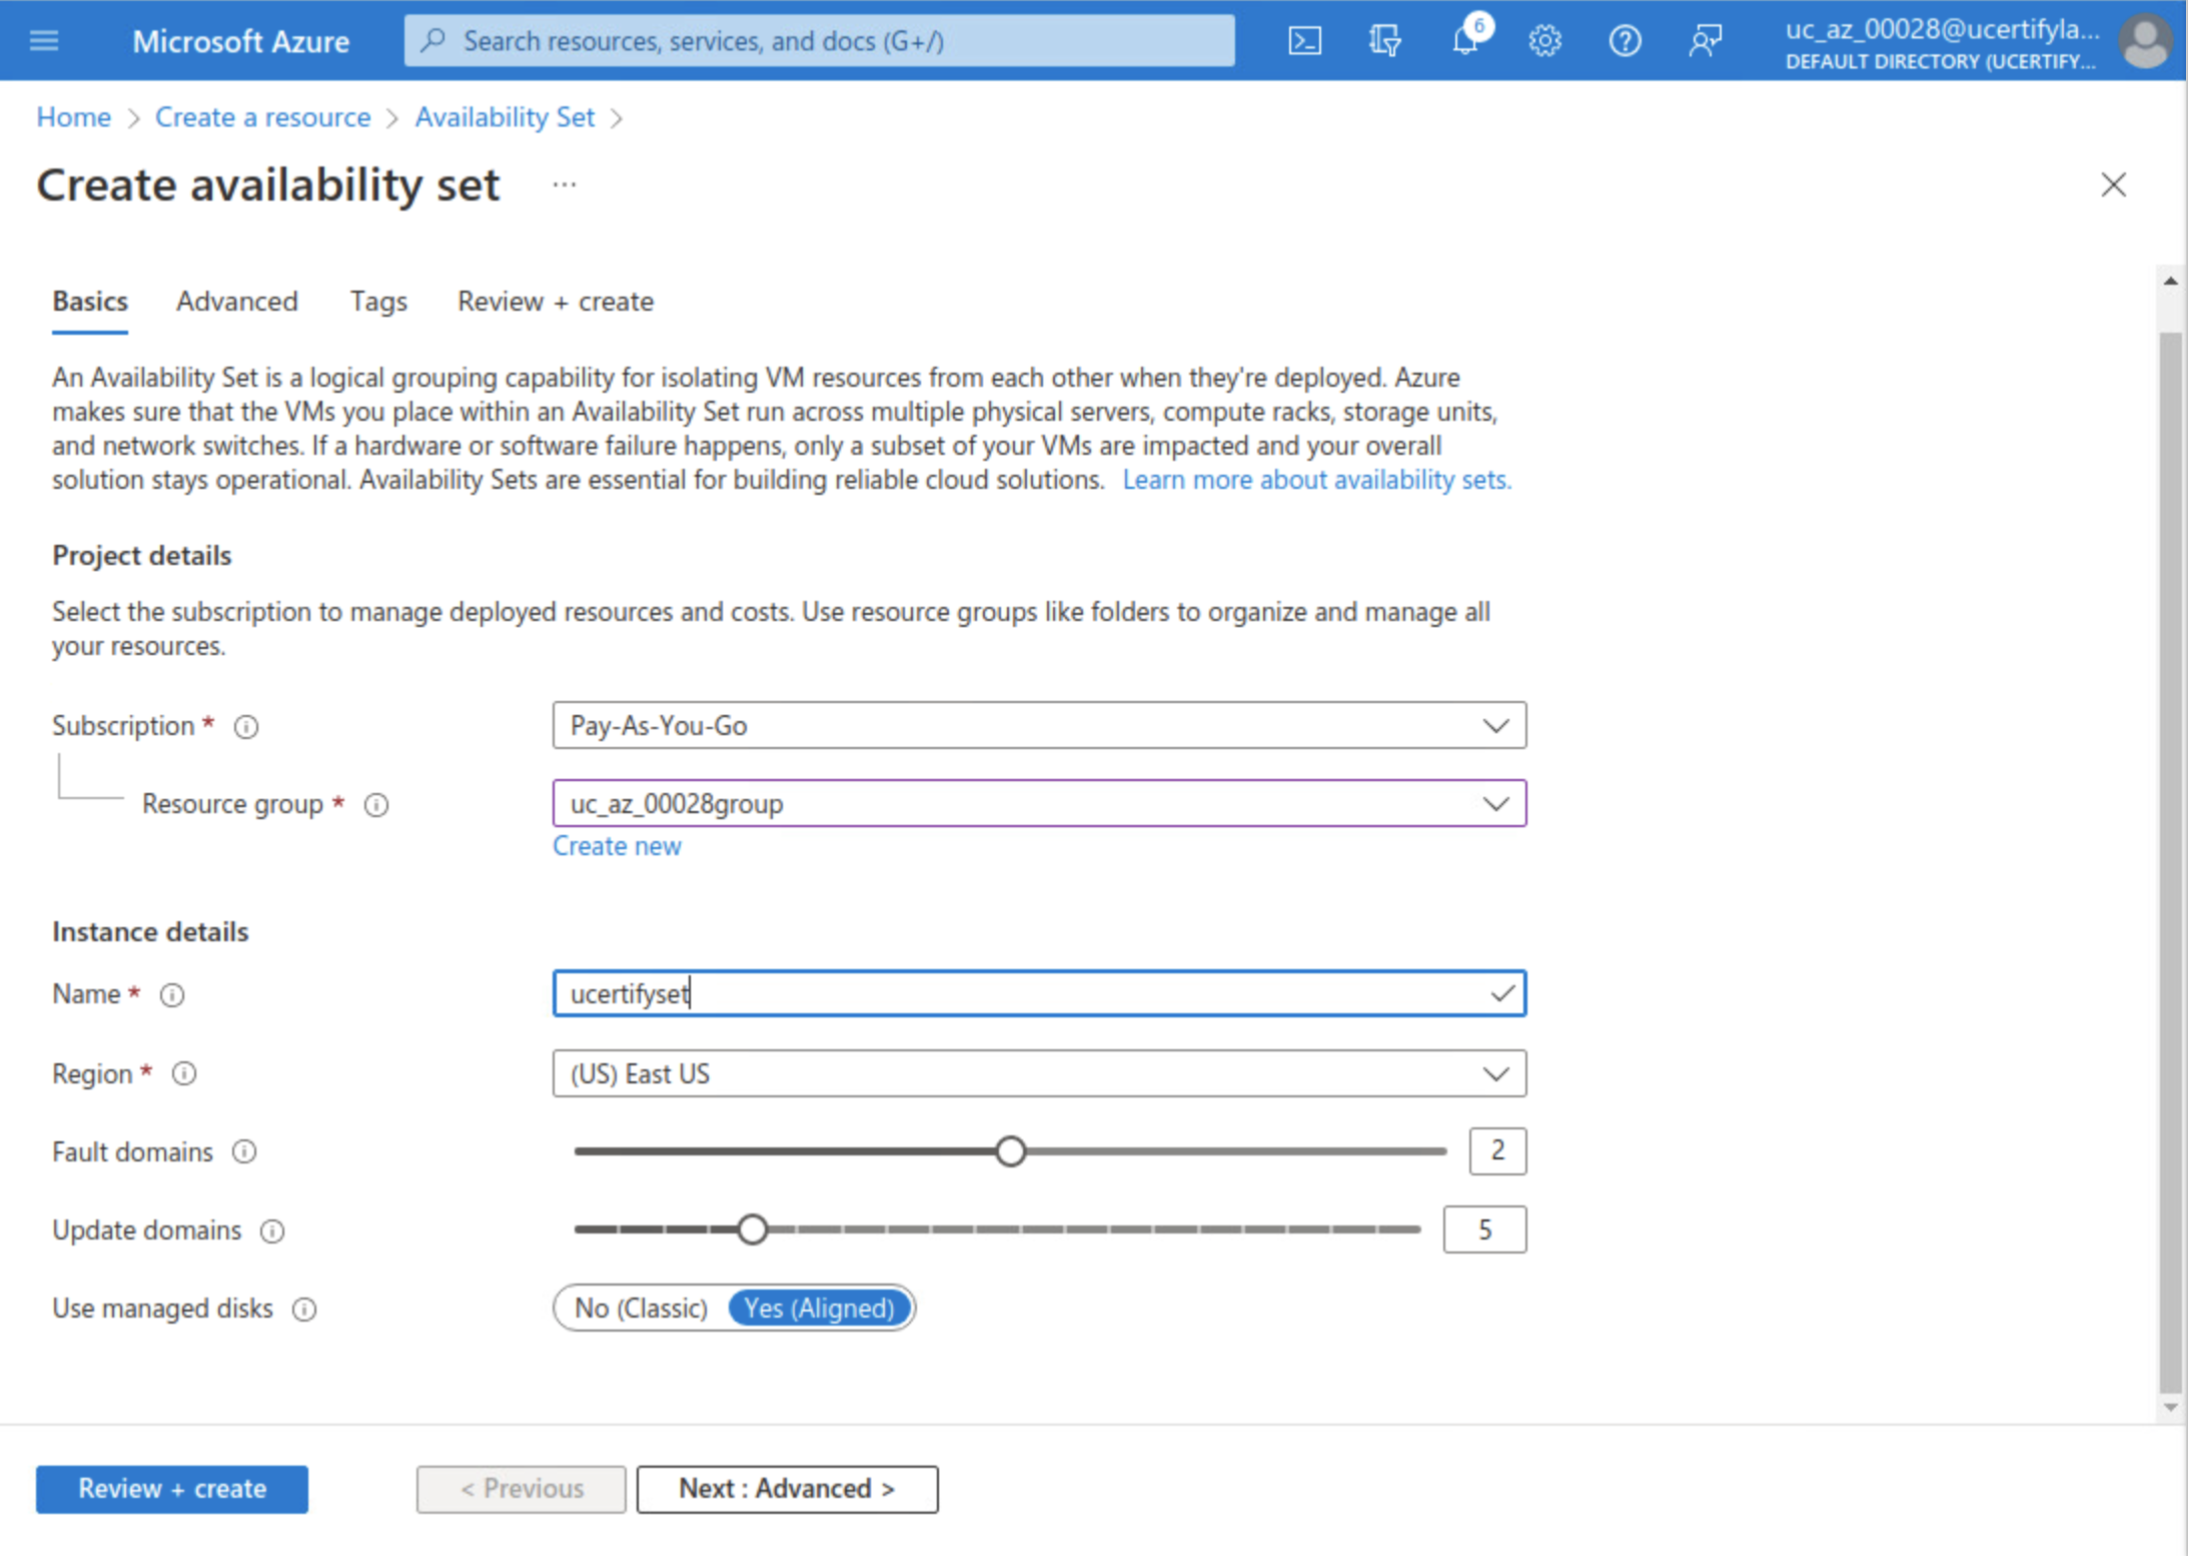 Microsoft Azure
Search resources, services, and docs (G+/)
6
uc_az_00028@ucertifyla...
DEFAULT DIRECTORY (UCERTIFY...
Home > Create a resource > Availability Set >
Create availability set ...
Basics Advanced Tags Review + create
An Availability Set is a logical grouping capability for isolating VM resources from each other when they're deployed. Azure
makes sure that the VMs you place within an Availability Set run across multiple physical servers, compute racks, storage units,
and network switches. If a hardware or software failure happens, only a subset of your VMs are impacted and your overall
solution stays operational. Availability Sets are essential for building reliable cloud solutions. Learn more about availability sets.
Project details
Select the subscription to manage deployed resources and costs. Use resource groups like folders to organize and manage all
your resources.
Subscription * Pay-As-You-Go
Resource group * uc_az_00028group
Create new
Instance details
Name * ucertifyset
Region * (US) East US
Fault domains 2
Update domains 5
Use managed disks No (Classic) Yes (Aligned)
Review + create < Previous Next : Advanced >